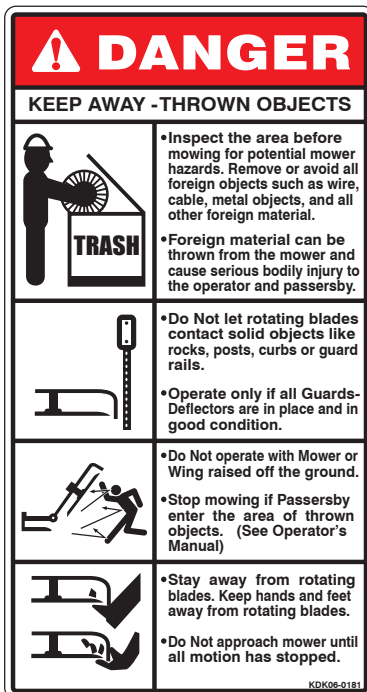 DANGER
KEEP AWAY -THROWN OBJECTS
TRASH
•Inspect the area before
mowing for potential mower
hazards. Remove or avoid all
foreign objects such as wire,
cable, metal objects, and all
other foreign material.
•Foreign material can be
thrown from the mower and
cause serious bodily injury to
the operator and passersby.
•Do Not let rotating blades
contact solid objects like
rocks, posts, curbs or guard
rails.
•Operate only if all Guards-
Deflectors are in place and in
good condition.
•Do Not operate with Mower or
Wing raised off the ground.
•Stop mowing if Passersby
enter the area of thrown
objects. (See Operator's
Manual)
•Stay away from rotating
blades. Keep hands and feet
away from rotating blades.
•Do Not approach mower until
all motion has stopped.
KDK06-0181